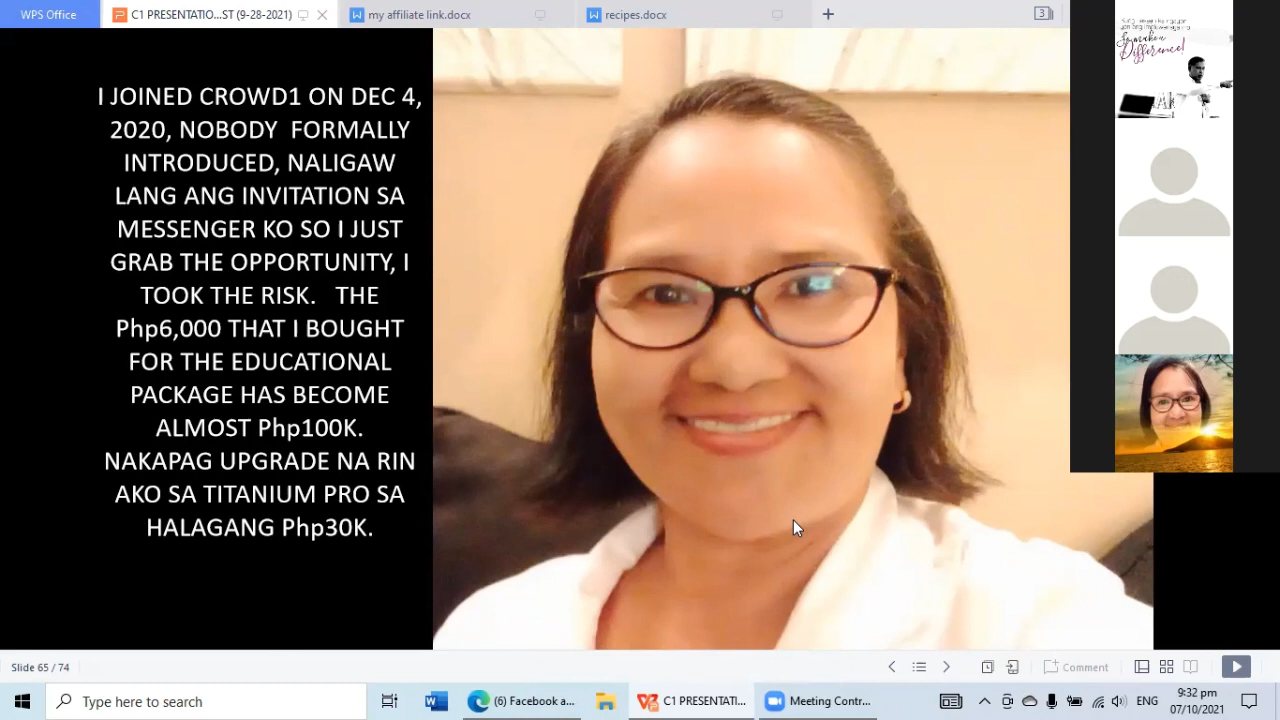 WPS Office
C1 PRESENTATIO...ST (9-28-2021)
my affiliate link.docx
recipes.docx
3
I JOINED CROWD1 ON DEC 4,
2020, NOBODY FORMALLY
INTRODUCED, NALIGAW
LANG ANG INVITATION SA
MESSENGER KO SO I JUST
GRAB THE OPPORTUNITY, I
TOOK THE RISK. THE
Php6,000 THAT I BOUGHT
FOR THE EDUCATIONAL
PACKAGE HAS BECOME
ALMOST Php100K.
NAKAPAG UPGRADE NA RIN
AKO SA TITANIUM PRO SA
HALAGANG Php30K.
Difference!
Slide 65 / 74
Comment
Type here to search
(6) Facebook a...
C1 PRESENTATI...
Meeting Contr...
ENG
9:32 pm
07/10/2021